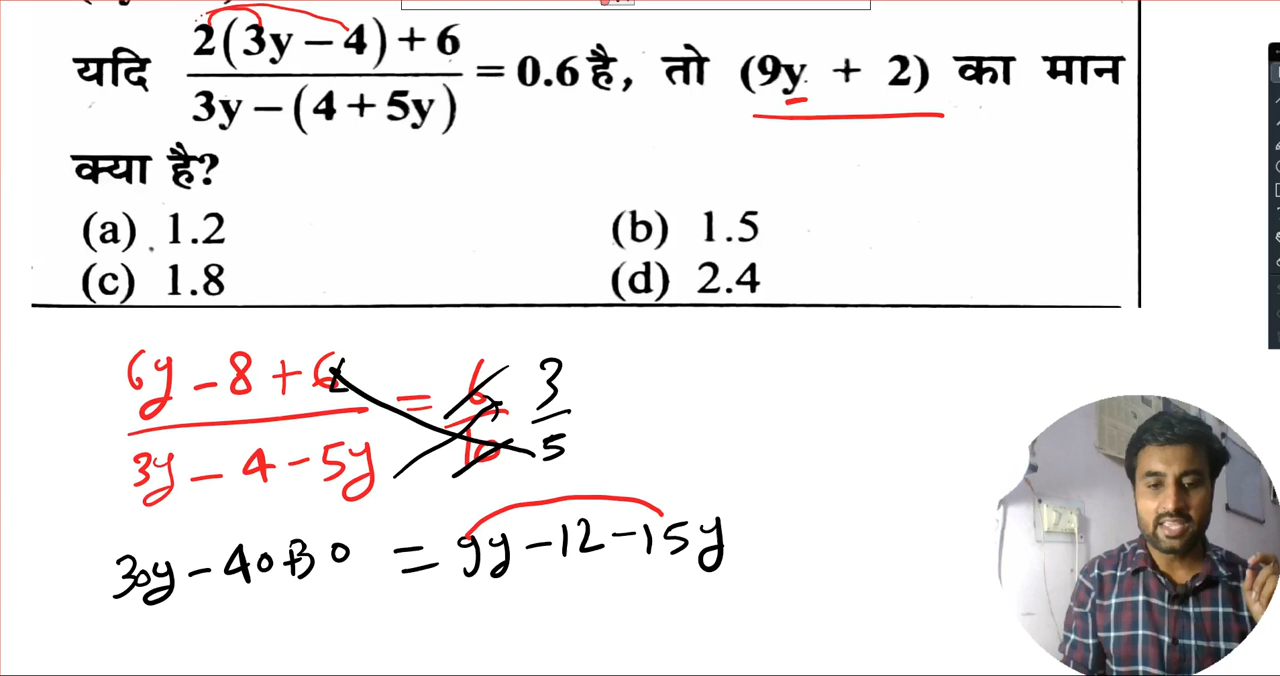 यदि 2(3y − 4) + 6 / 3y − (4 + 5y) = 0.6 है, तो (9y + 2) का मान
क्या है?
(a) 1.2 (b) 1.5
(c) 1.8 (d) 2.4
6y − 8 + 6 / 3y − 4 − 5y = 6/10 3/5
30y − 40 + 30 = 9y − 12 − 15y